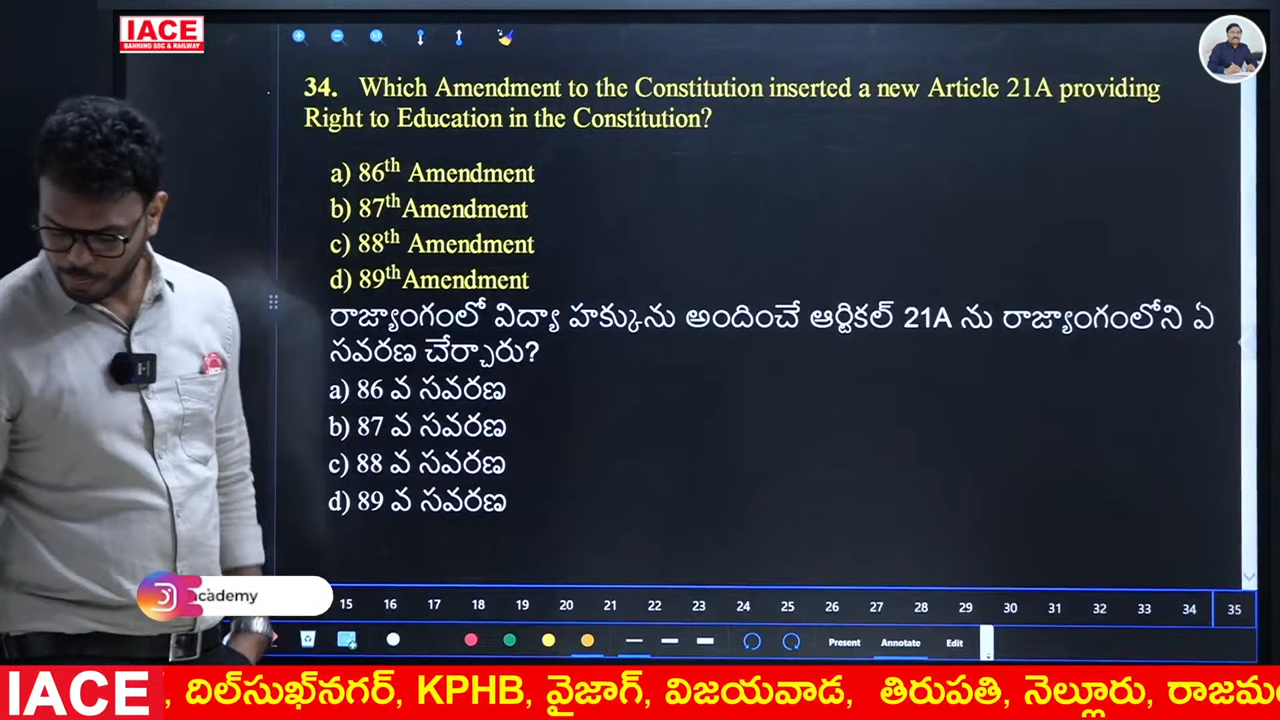 IACE
BANKING SSC & RAILWAY
34. Which Amendment to the Constitution inserted a new Article 21A providing
Right to Education in the Constitution?
a) 86th Amendment
b) 87th Amendment
c) 88th Amendment
d) 89th Amendment
రాజ్యాంగంలో విద్యా హక్కును అందించే ఆర్టికల్ 21A ను రాజ్యాంగంలోని ఏ
సవరణ చేర్చారు?
a) 86 వ సవరణ
b) 87 వ సవరణ
c) 88 వ సవరణ
d) 89 వ సవరణ
15 16 17 18 19 20 21 22 23 24 25 26 27 28 29 30 31 32 33 34 35
Present Annotate Edit
IACE , దిల్‌సుఖ్‌నగర్, KPHB, వైజాగ్, విజయవాడ, తిరుపతి, నెల్లూరు,